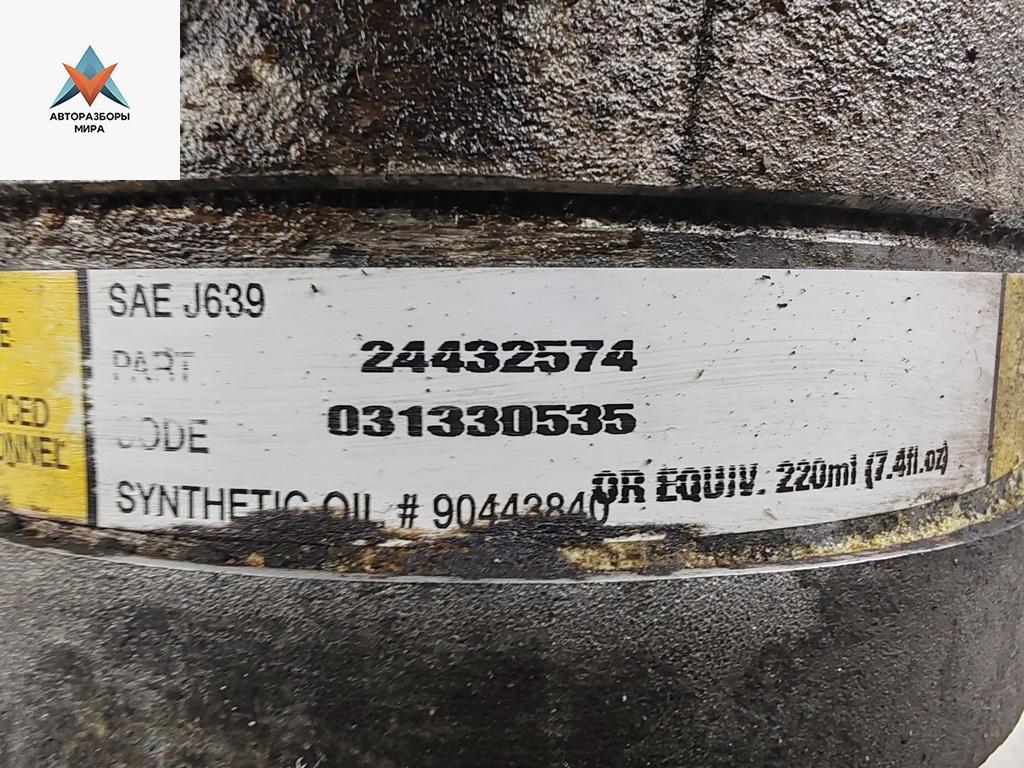 АВТОРАЗБОРЫ
МИРА
SAE J639
PART 24432574
CODE 031330535
SYNTHETIC OIL # 90443840 OR EQUIV. 220ml (7.4fl.oz)